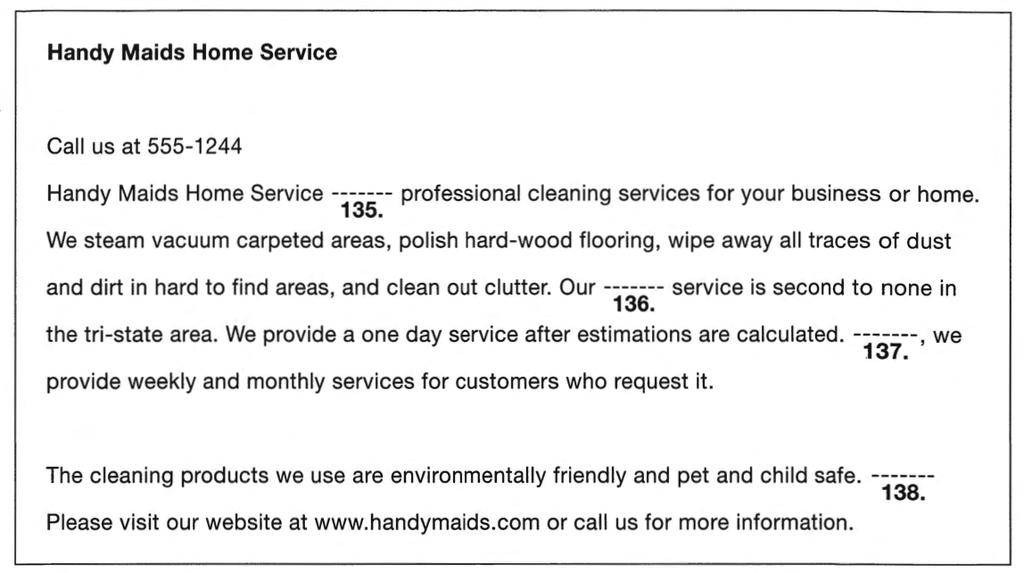 Handy Maids Home Service
Call us at 555-1244
Handy Maids Home Service ------- professional cleaning services for your business or home.
135.
We steam vacuum carpeted areas, polish hard-wood flooring, wipe away all traces of dust
and dirt in hard to find areas, and clean out clutter. Our ------- service is second to none in
136.
the tri-state area. We provide a one day service after estimations are calculated. -------, we
137.
provide weekly and monthly services for customers who request it.
The cleaning products we use are environmentally friendly and pet and child safe. -------
138.
Please visit our website at www.handymaids.com or call us for more information.